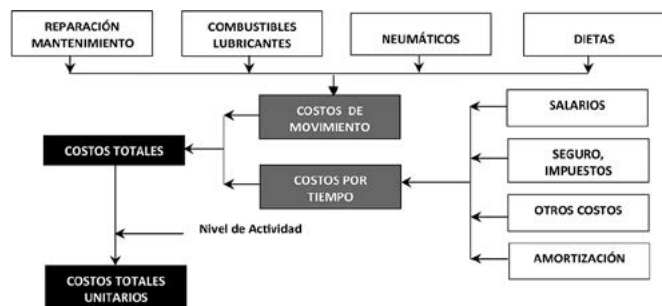 REPARACIÓN
MANTENIMIENTO
COMBUSTIBLES
LUBRICANTES
NEUMÁTICOS
DIETAS
COSTOS DE
MOVIMIENTO
SALARIOS
COSTOS TOTALES
SEGURO,
IMPUESTOS
COSTOS POR
TIEMPO
OTROS COSTOS
Nivel de Actividad
AMORTIZACIÓN
COSTOS TOTALES
UNITARIOS